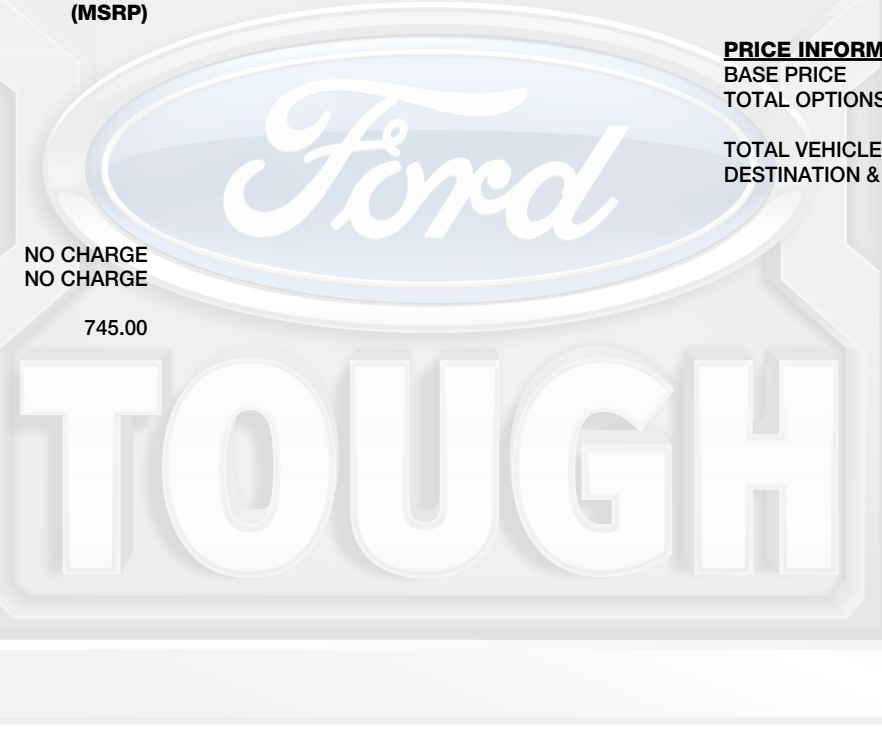 (MSRP)
PRICE INFORM
BASE PRICE
TOTAL OPTIONS
TOTAL VEHICLE
DESTINATION &
Ford
NO CHARGE
NO CHARGE
745.00
TOUGH